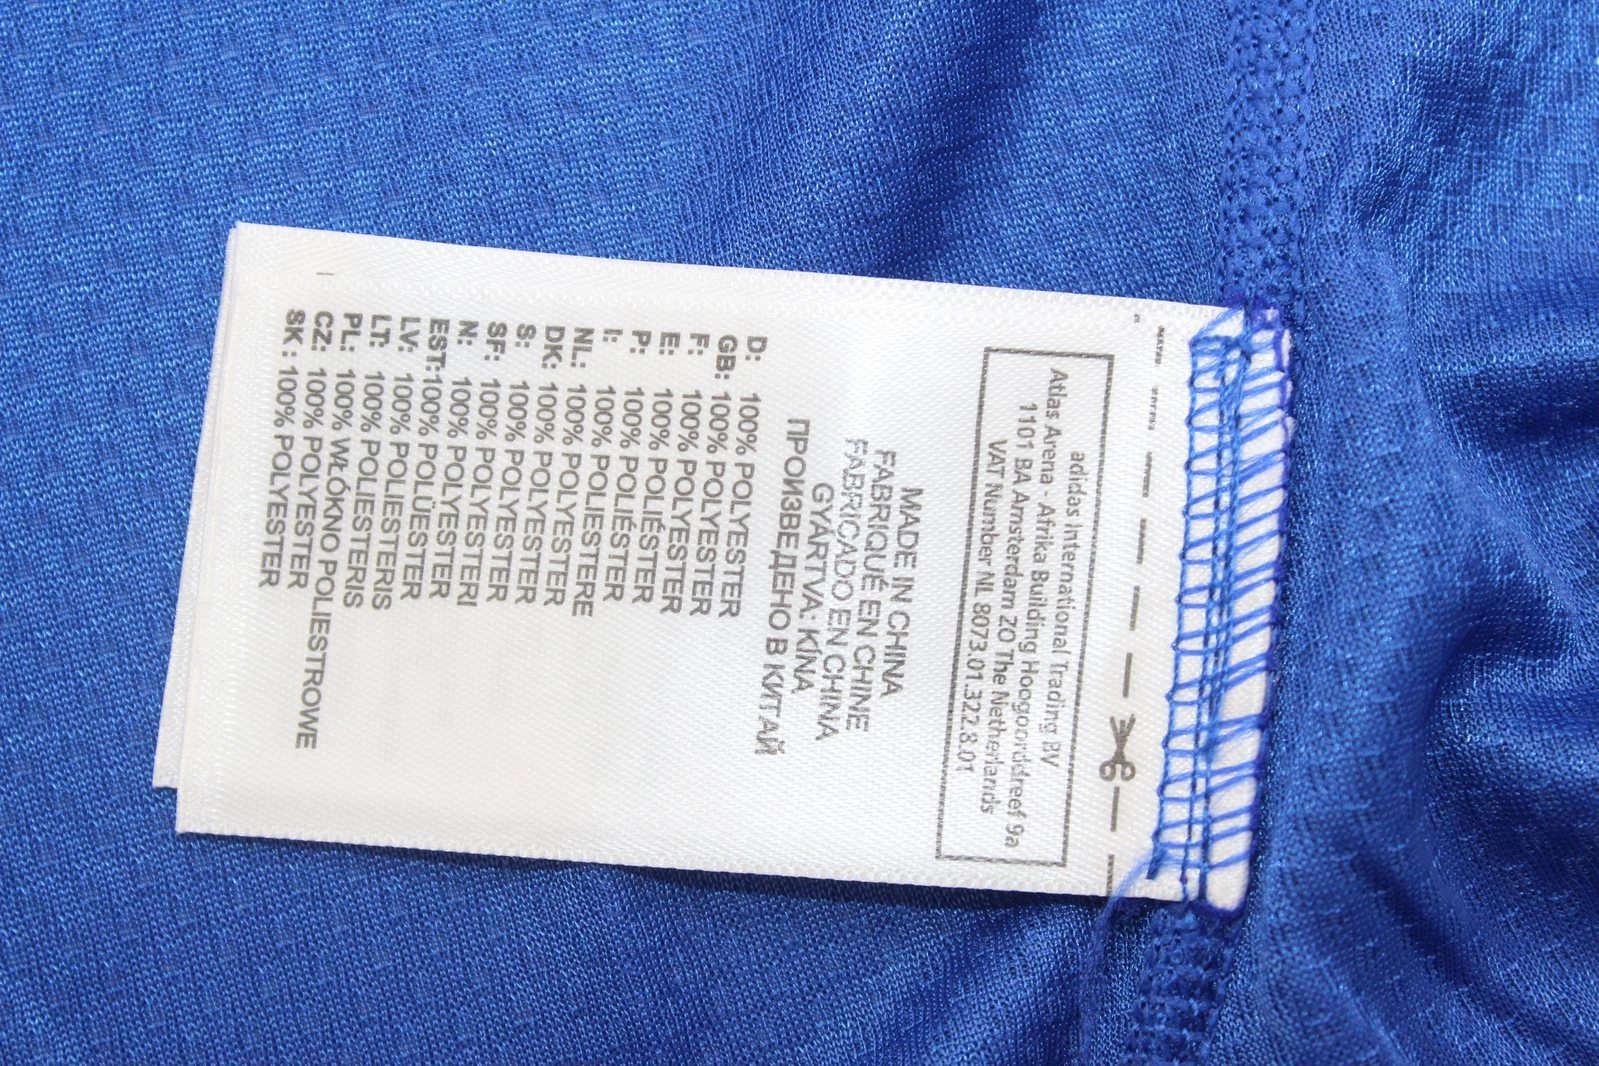 adidas International Trading BV
Atlas Arena - Afrika Building Hoogoorddreef 9a
1101 BA Amsterdam ZO The Netherlands
VAT Number NL 8073.01.322.8.01
MADE IN CHINA
FABRIQUÉ EN CHINE
FABRICADO EN CHINA
GYÁRTVA: KÍNA
ПРОИЗВЕДЕНО В КИТАЙ
D: 100% POLYESTER
GB: 100% POLYESTER
F: 100% POLYESTER
E: 100% POLIÉSTER
P: 100% POLIÉSTER
I: 100% POLIESTERE
NL: 100% POLYESTER
DK: 100% POLYESTER
S: 100% POLYESTER
SF: 100% POLYESTERI
N: 100% POLYESTER
EST: 100% POLÜESTER
LV: 100% POLIESTERIS
LT: 100% POLIESTERIS
PL: 100% WŁÓKNO POLIESTROWE
CZ: 100% POLYESTER
SK: 100% POLYESTER